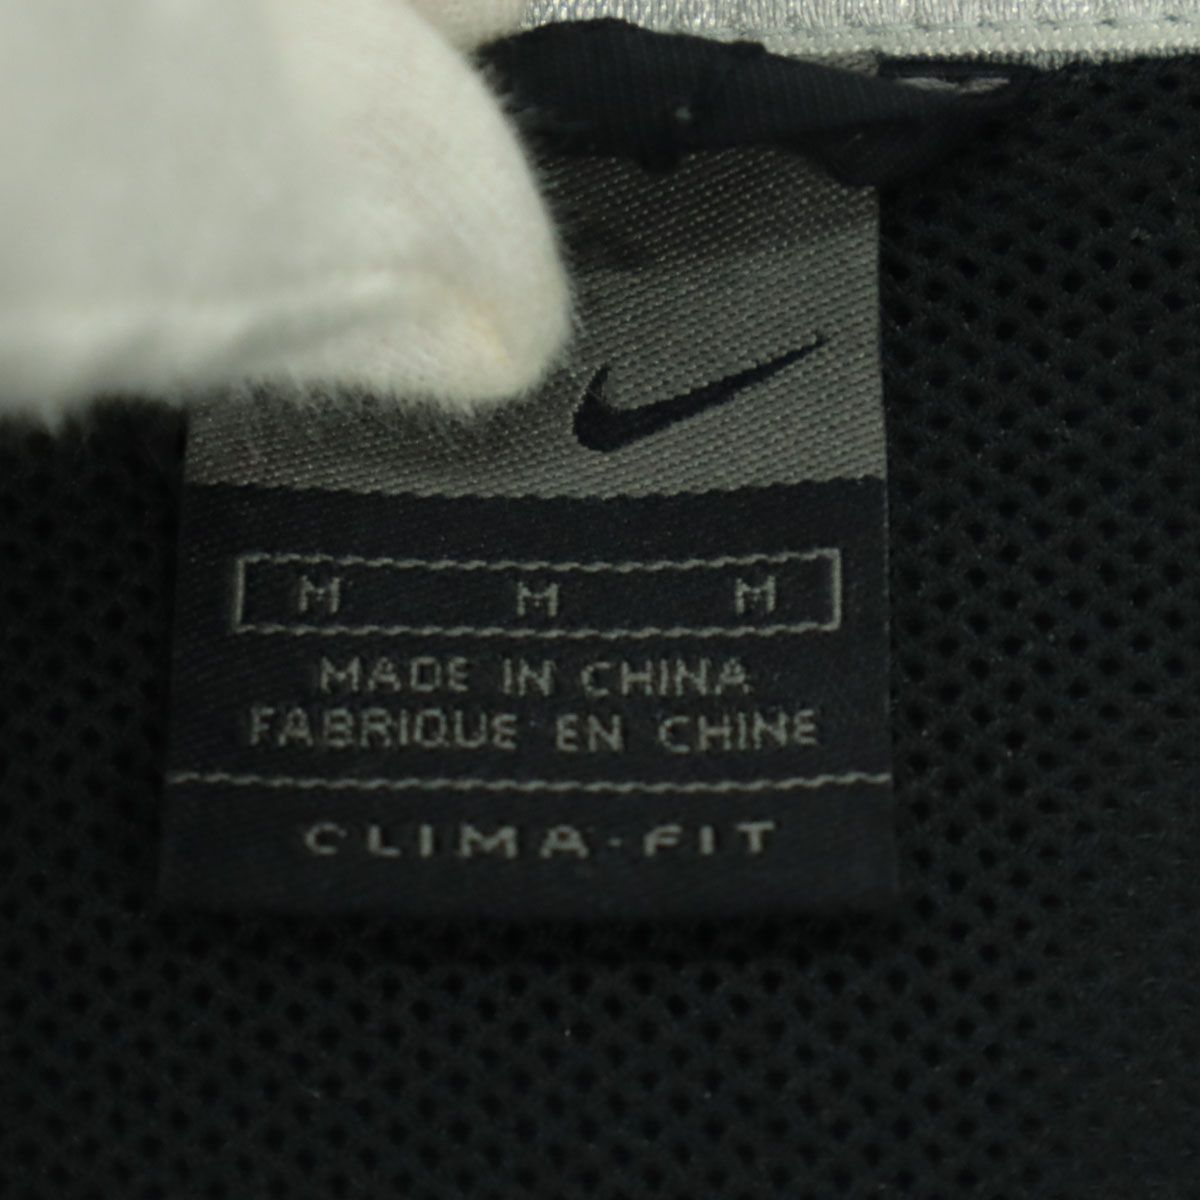 M M M
MADE IN CHINA
FABRIQUE EN CHINE
CLIMA-FIT